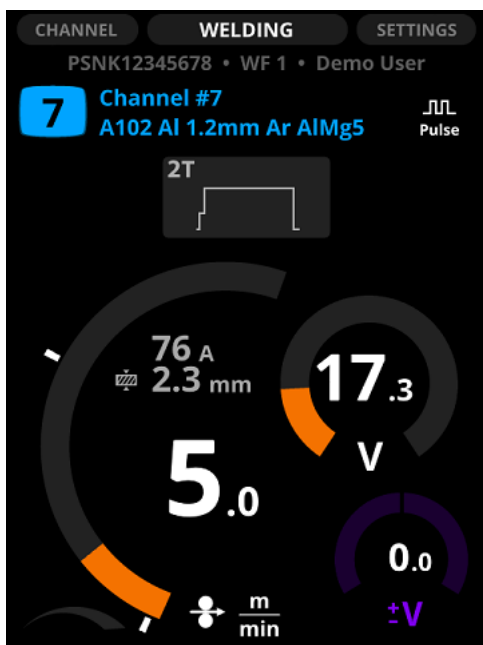 CHANNEL WELDING SETTINGS
PSNK12345678 • WF 1 • Demo User
7
Channel #7
A102 Al 1.2mm Ar AlMg5
Pulse
2T
76 A
2.3 mm
17.3
V
5.0
0.0
±V
m
min